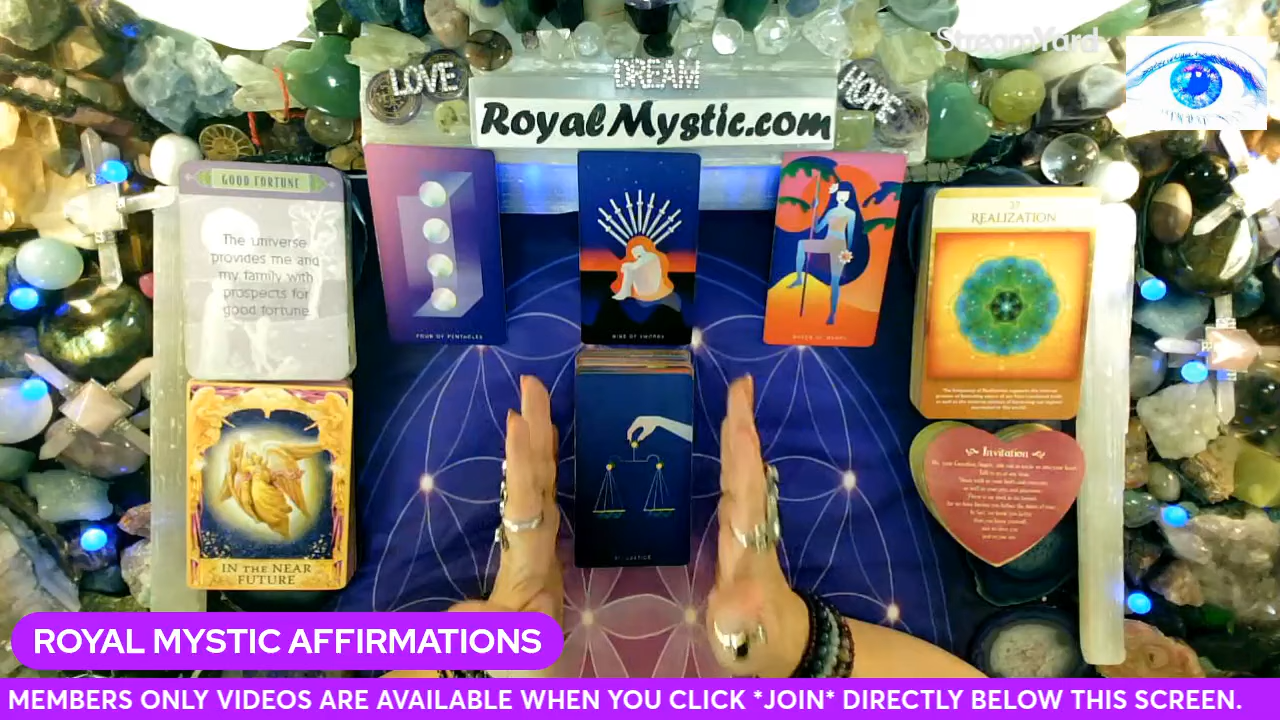 StreamYard
LOVE
DREAM
HOPE
RoyalMystic.com
GOOD FORTUNE
The universe
provides me and
my family with
prospects for
good fortune.
FOUR OF PENTACLES
NINE OF SWORDS
QUEEN OF WANDS
37
REALIZATION
Invitation
JUSTICE
IN THE NEAR
FUTURE
ROYAL MYSTIC AFFIRMATIONS
MEMBERS ONLY VIDEOS ARE AVAILABLE WHEN YOU CLICK *JOIN* DIRECTLY BELOW THIS SCREEN.